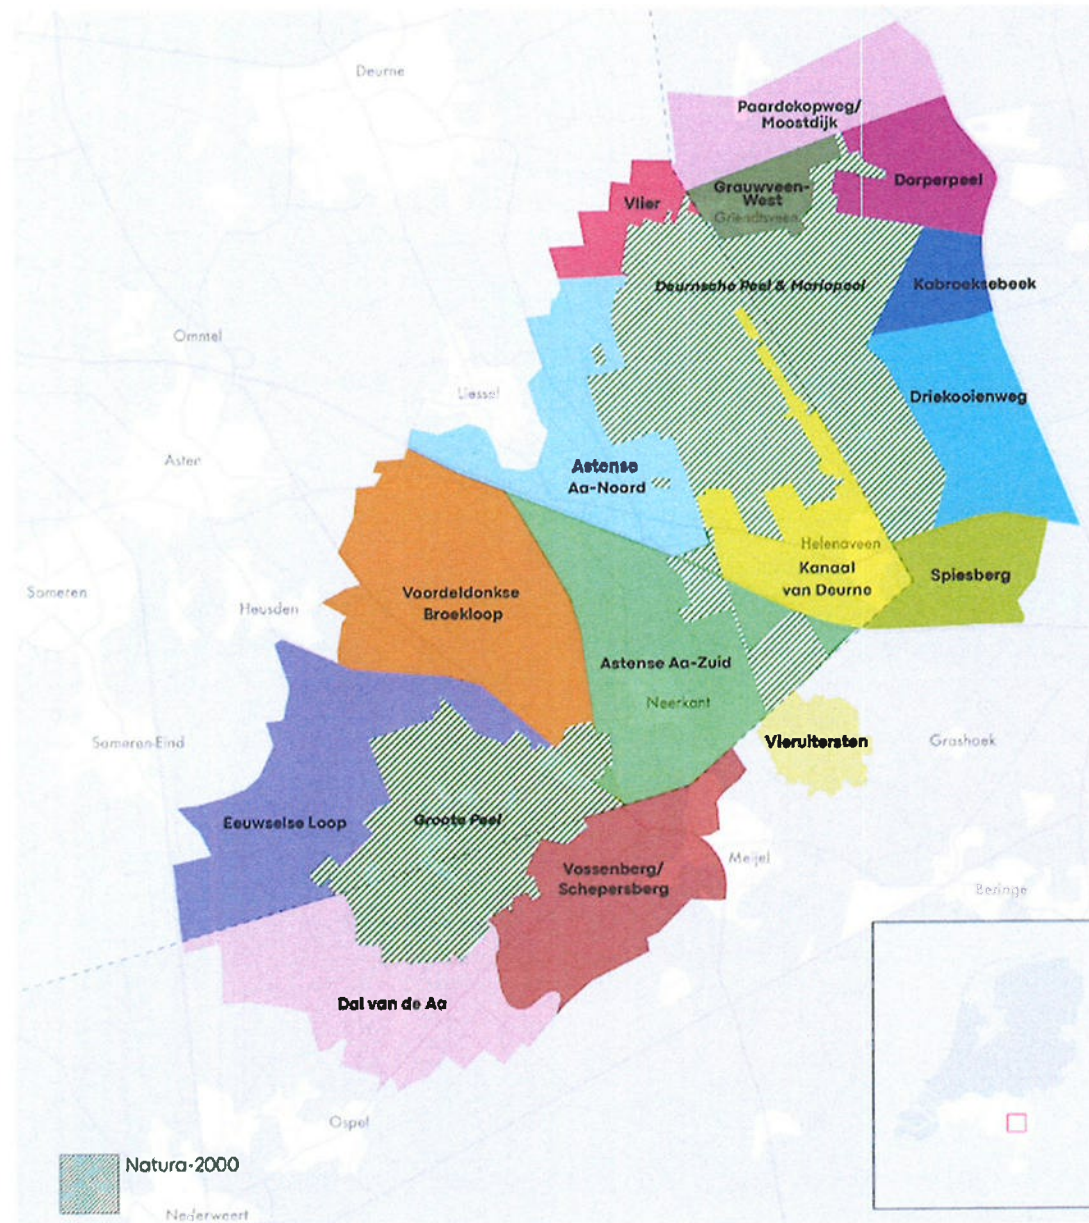 Deurne
Paardekopweg/
Moostdijk
Dorperpeel
Grauwveen-
West
Griendtsveen
Vlier
Deurnsche Peel & Mariapeel
Kabroeksebeek
Ommel
Liessel
Driekooienweg
Asten
Astense
Aa-Noord
Helenaveen
Kanaal
van Deurne
Spiesberg
Someren
Heusden
Voordeldonkse
Broekloop
Astense Aa-Zuid
Neerkant
Someren-Eind
Vieruitersten
Grashoek
Eeuwselse Loop
Groote Peel
Vossenberg/
Schepersberg
Meijel
Beringe
Dal van de Aa
Ospel
Natura-2000
Nederweert